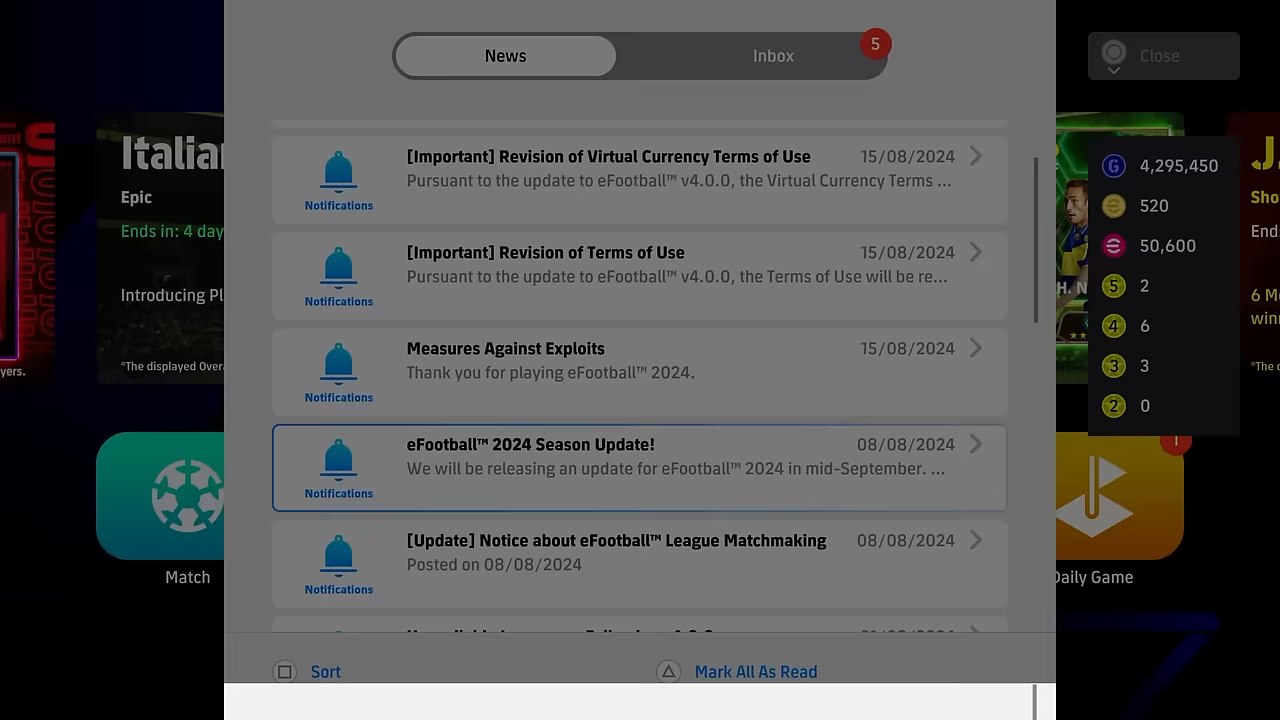 News
Inbox
5
Close
Italian
Epic
Ends in: 4 day
Introducing Pl
*The displayed Over
yers.
[Important] Revision of Virtual Currency Terms of Use
15/08/2024
Pursuant to the update to eFootball™ v4.0.0, the Virtual Currency Terms ...
Notifications
[Important] Revision of Terms of Use
15/08/2024
Pursuant to the update to eFootball™ v4.0.0, the Terms of Use will be re...
Notifications
Measures Against Exploits
15/08/2024
Thank you for playing eFootball™ 2024.
Notifications
eFootball™ 2024 Season Update!
08/08/2024
We will be releasing an update for eFootball™ 2024 in mid-September. ...
Notifications
[Update] Notice about eFootball™ League Matchmaking
08/08/2024
Posted on 08/08/2024
Notifications
Sort
Mark All As Read
G 4,295,450
520
50,600
5 2
4 6
3 3
2 0
H. N
J.
Sho
End
6 M
winn
*The d
1
Match
Daily Game